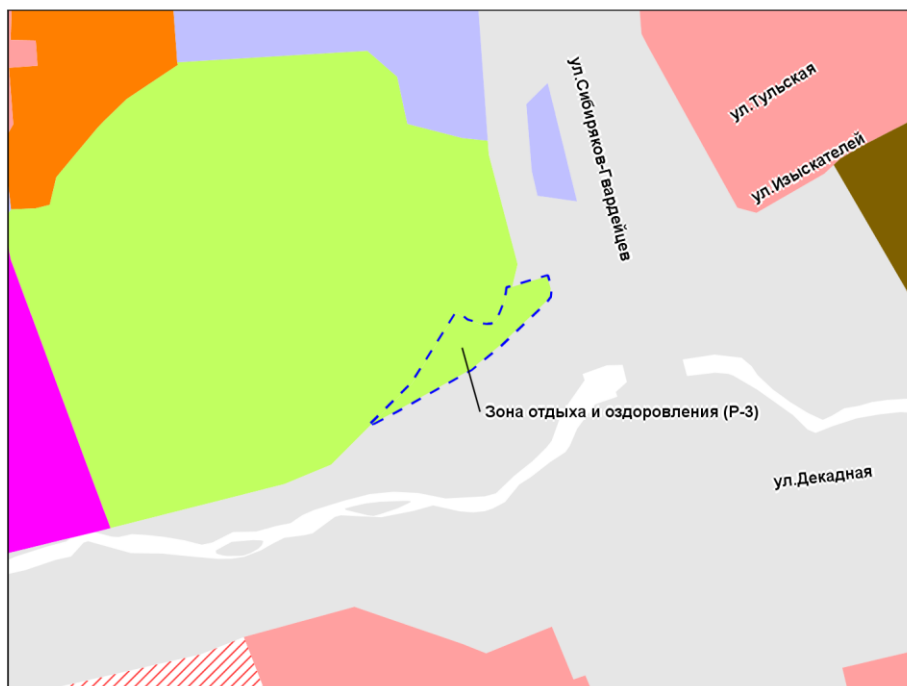 ул.Сибиряков-Гвардейцев
ул.Тульская
ул.Изыскателей
Зона отдыха и оздоровления (Р-3)
ул.Декадная